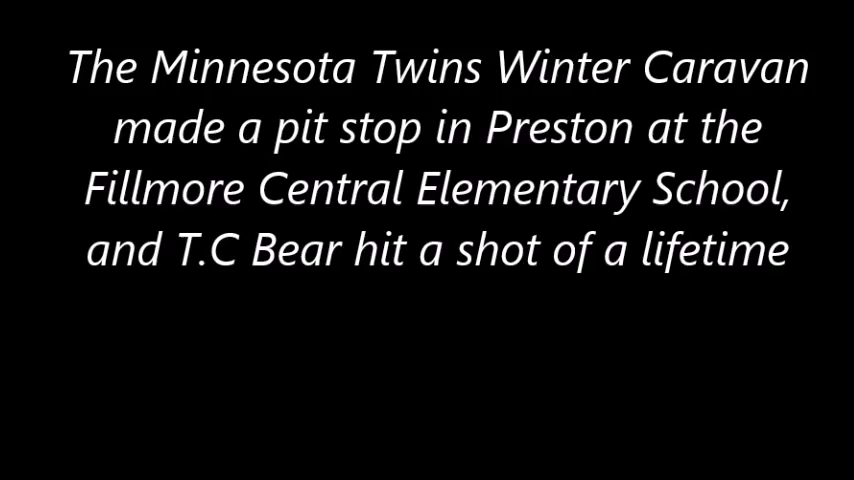 The Minnesota Twins Winter Caravan
made a pit stop in Preston at the
Fillmore Central Elementary School,
and T.C Bear hit a shot of a lifetime